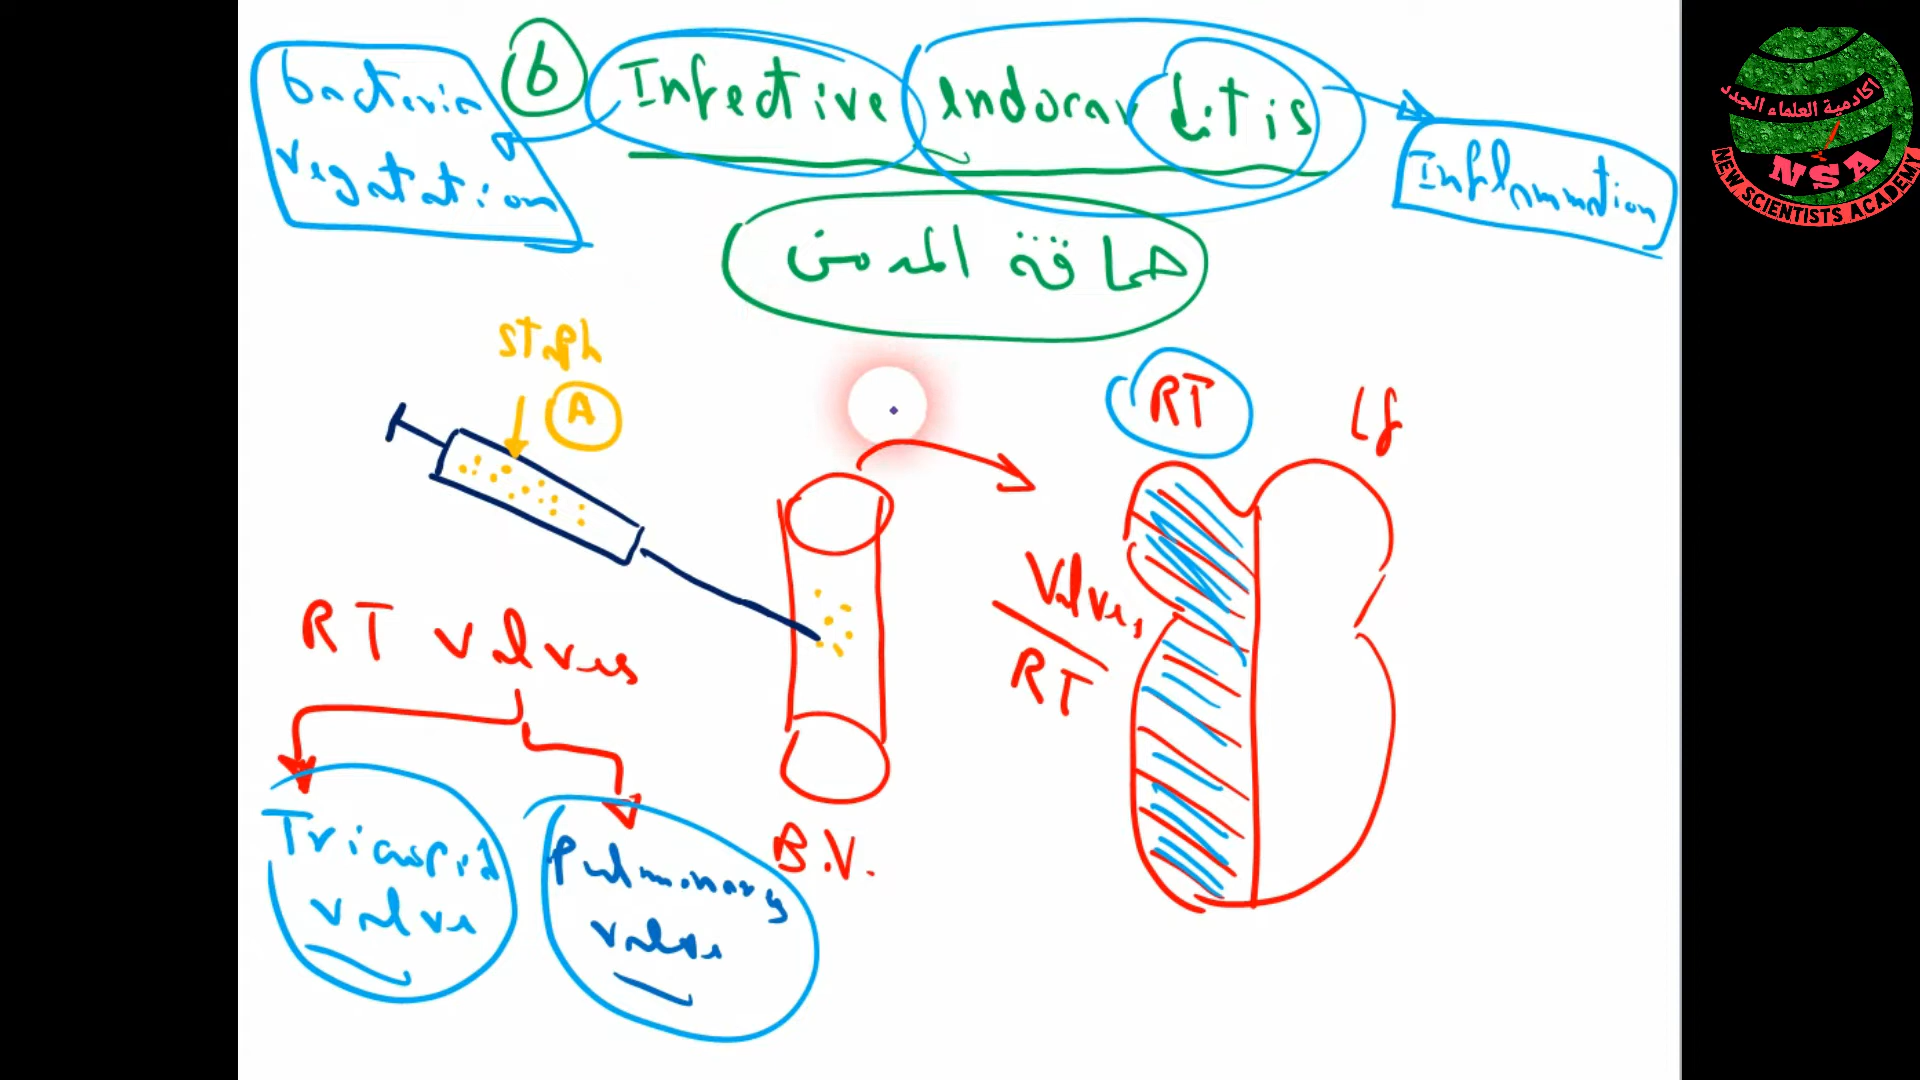 b Infective endocarditis
bacteria
vegetation
Inflammation
حماقة المدمن
اكاديمية العلماء الجدد
NSA
NEW SCIENTISTS ACADEMY
staph
A
RT Lf
Valves
RT
RT valves
B.V.
Tricuspid
valve
Pulmonary
valve